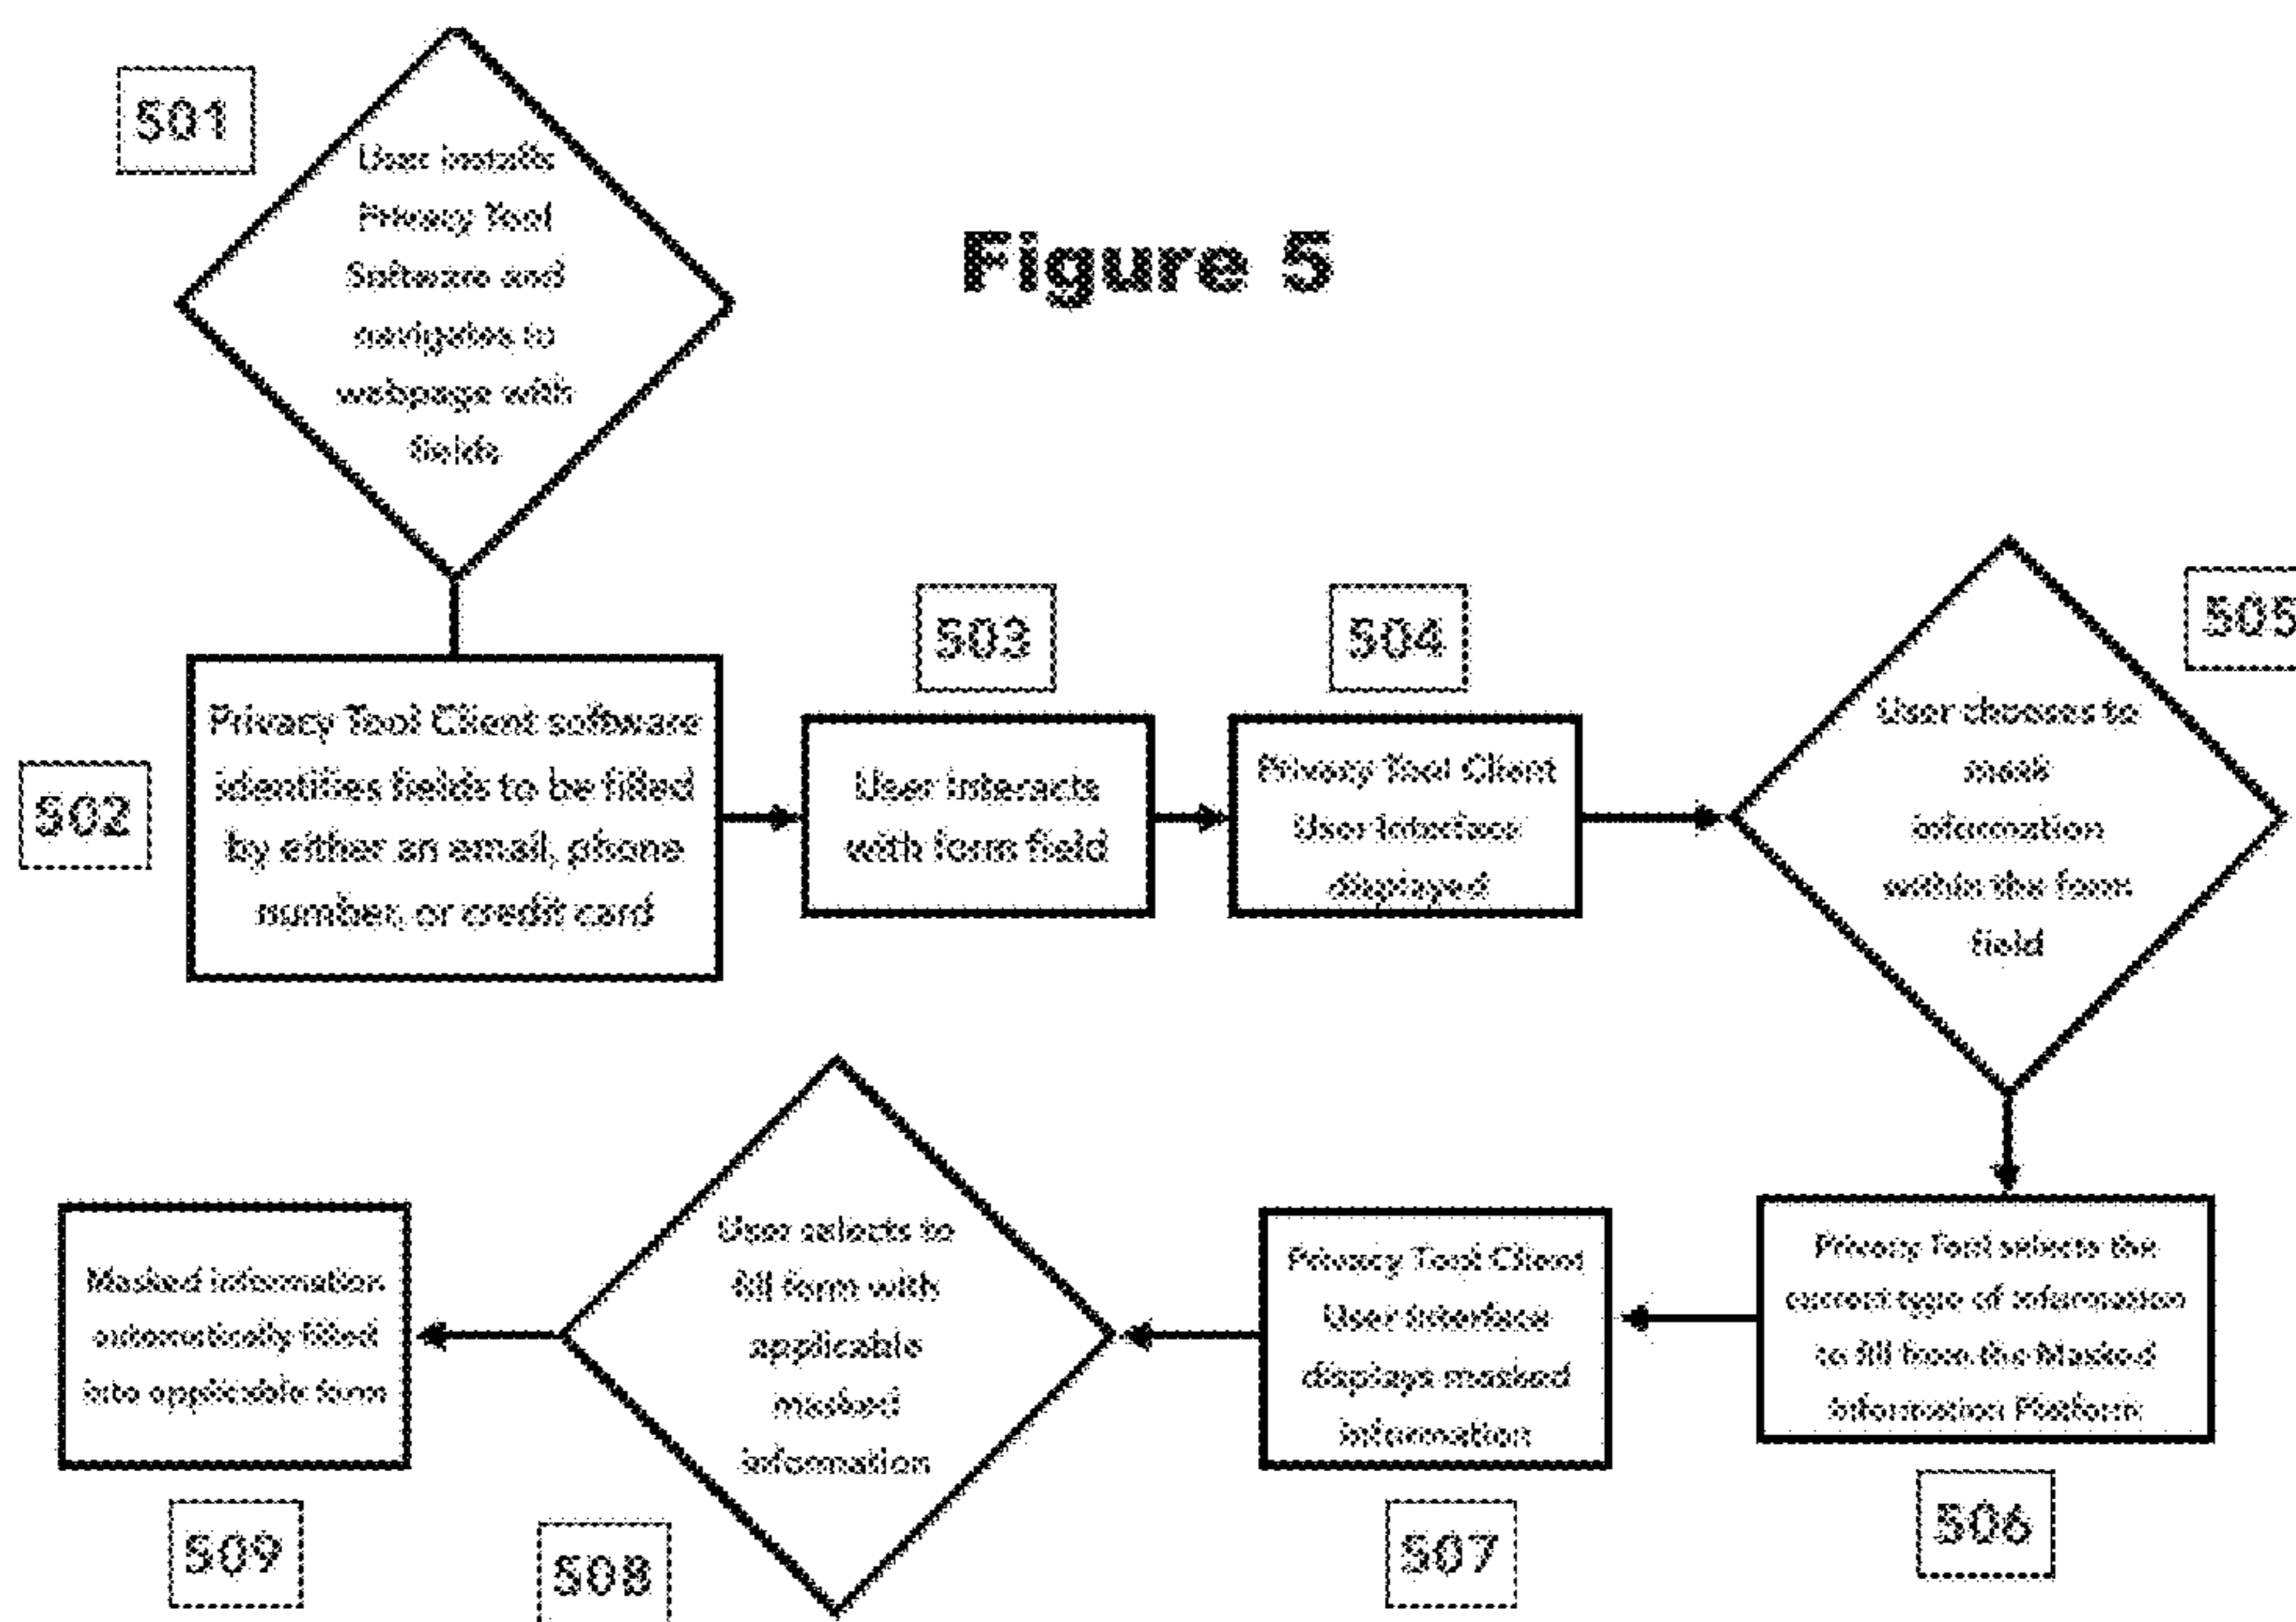 501
User installs
Privacy Tool
Software and
navigates to
webpage with
fields
Figure 5
502
Privacy Tool Client software
identifies fields to be filled
by either an email, phone
number, or credit card
503
User interacts
with form field
504
Privacy Tool Client
User Interface
displayed
505
User chooses to
mask
information
within the form
field
506
Privacy Tool selects the
correct type of information
to fill from the Masked
Information Platform
507
Privacy Tool Client
User Interface
displays masked
information
508
User selects to
fill form with
applicable
masked
information
509
Masked information
automatically filled
into applicable form